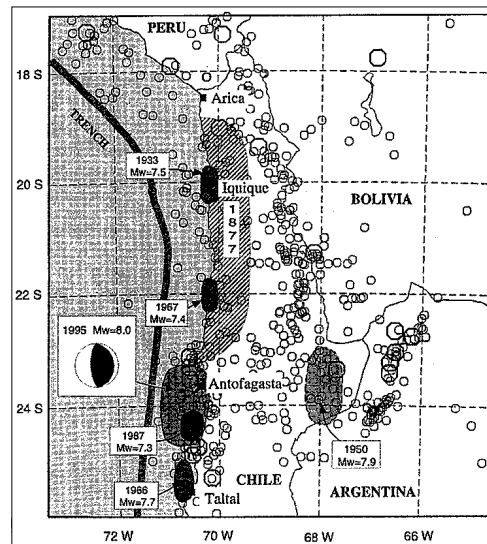 PERU
18 S
Arica
TRENCH
1933
Mw=7.5
20 S
Iquique
BOLIVIA
1877
22 S
1967
Mw=7.4
1995 Mw=8.0
Antofagasta
24 S
1987
Mw=7.3
1950
Mw=7.9
1966
Mw=7.7
CHILE
Taltal
ARGENTINA
72 W
70 W
68 W
66 W